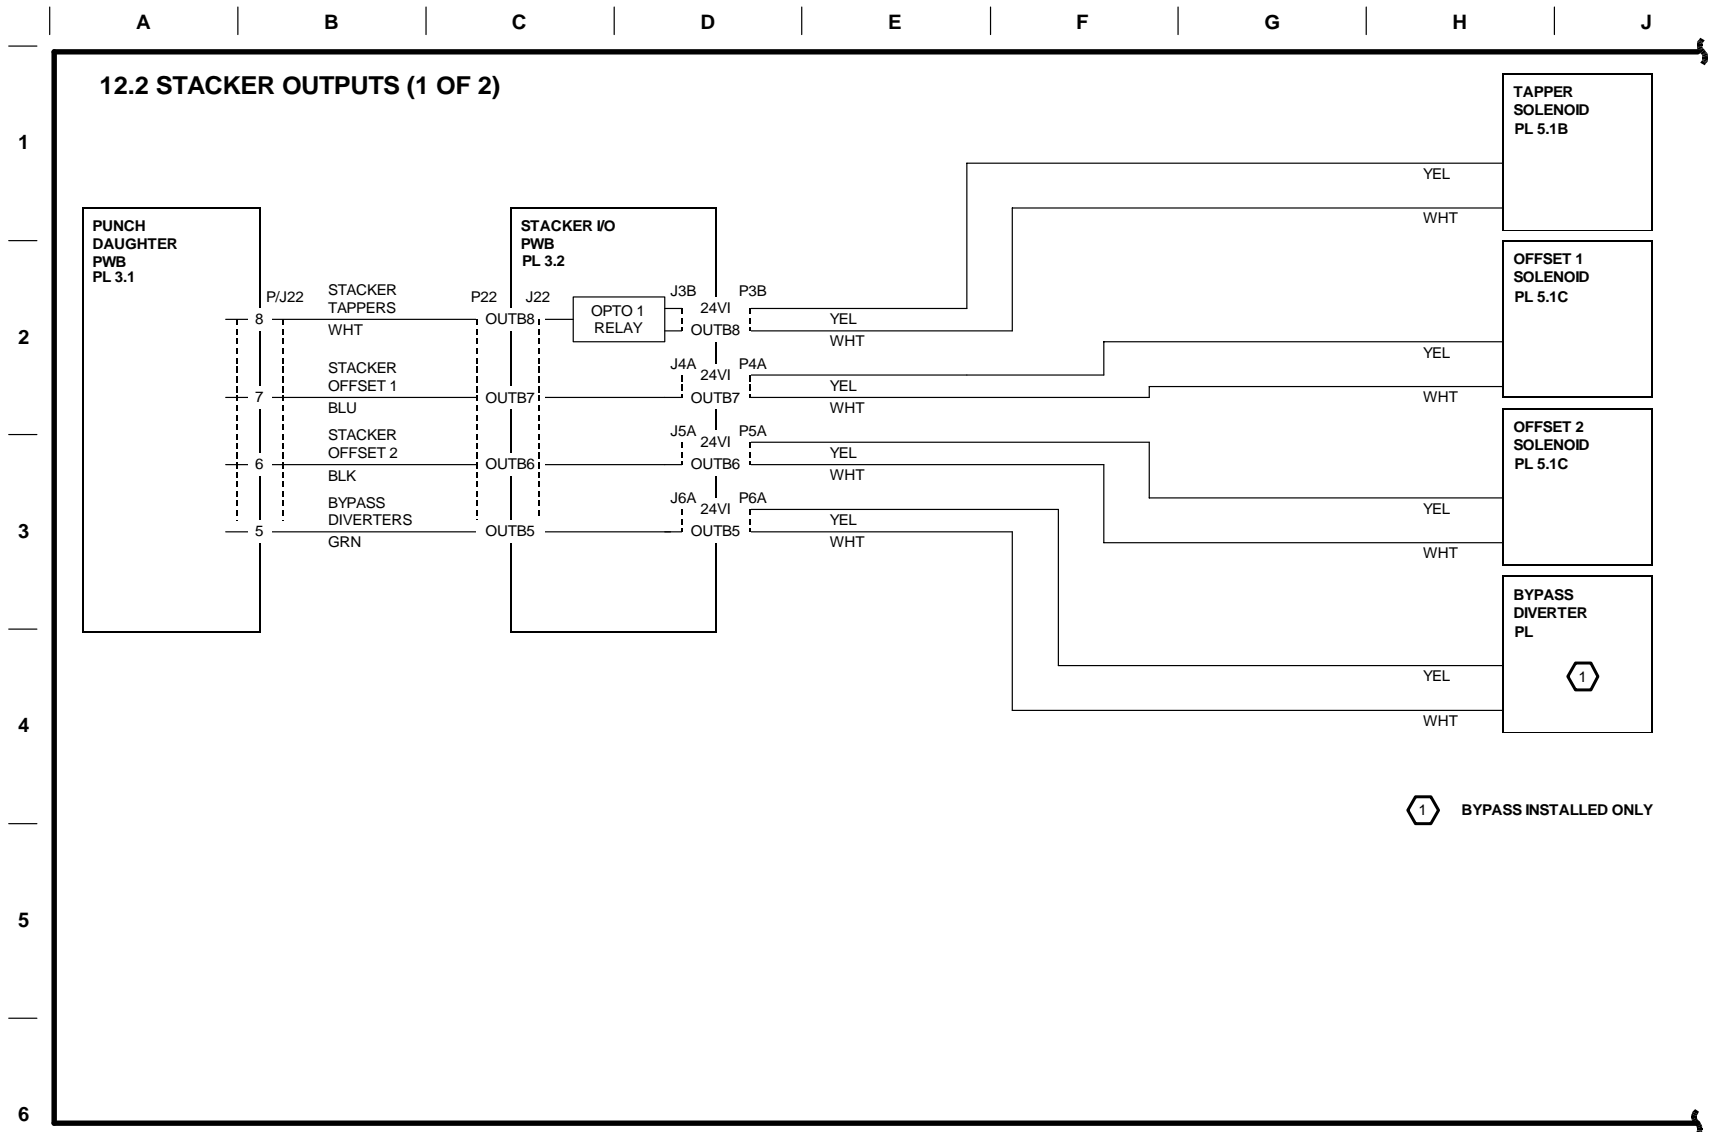 A B C D E F G H J
12.2 STACKER OUTPUTS (1 OF 2)
1
2
3
4
5
6
PUNCH
DAUGHTER
PWB
PL 3.1
P/J22
8
7
6
5
STACKER
TAPPERS
WHT
STACKER
OFFSET 1
BLU
STACKER
OFFSET 2
BLK
BYPASS
DIVERTERS
GRN
STACKER I/O
PWB
PL 3.2
P22 J22
OUTB8
OUTB7
OUTB6
OUTB5
OPTO 1
RELAY
J3B P3B
24VI
OUTB8
J4A P4A
24VI
OUTB7
J5A P5A
24VI
OUTB6
J6A P6A
24VI
OUTB5
YEL
WHT
YEL
WHT
YEL
WHT
YEL
WHT
TAPPER
SOLENOID
PL 5.1B
YEL
WHT
OFFSET 1
SOLENOID
PL 5.1C
YEL
WHT
OFFSET 2
SOLENOID
PL 5.1C
YEL
WHT
BYPASS
DIVERTER
PL
1
YEL
WHT
1 BYPASS INSTALLED ONLY